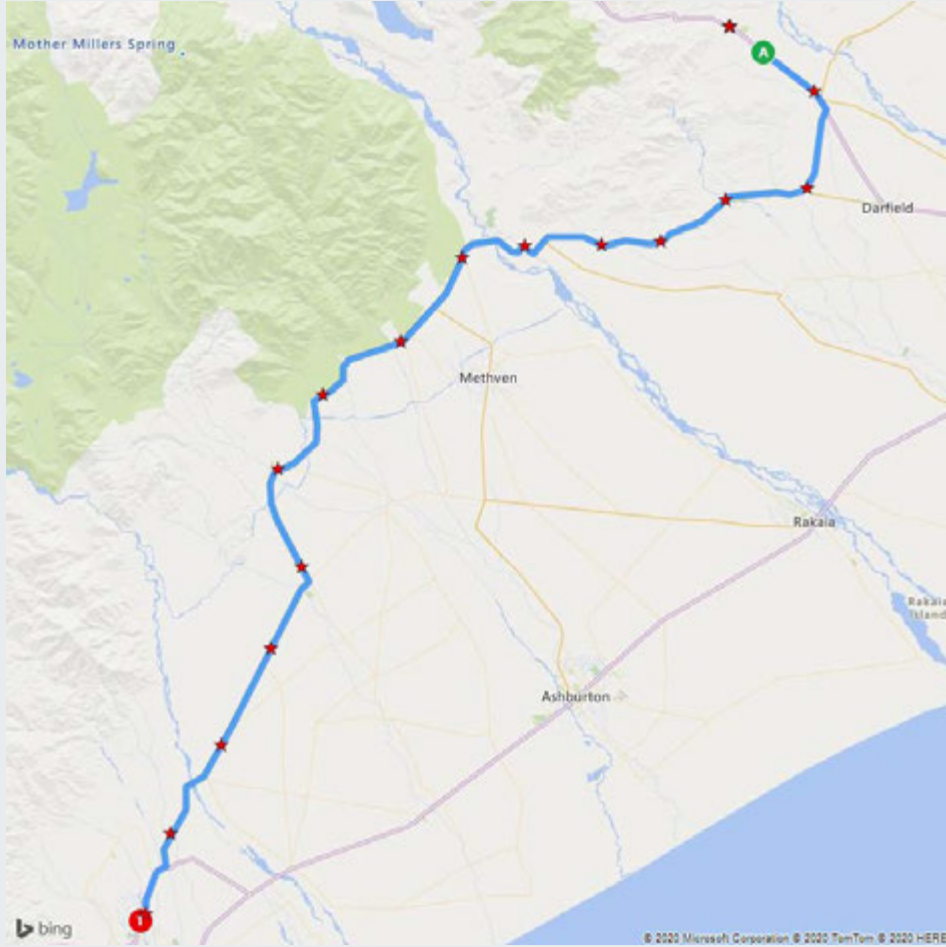 Mother Millers Spring
A
Darfield
Methven
Rakaia
Rakaia
Island
Ashburton
1
bing
© 2020 Microsoft Corporation © 2020 TomTom © 2020 HERE